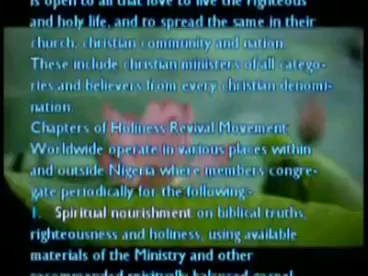 is open to all that love to live the righteous
and holy life, and to spread the same in their
church, christian community and nation.
These include christian ministers of all catego-
ries and believers from every christian denomi-
nation.
Chapters of Holiness Revival Movement
Worldwide operate in various places within
and outside Nigeria where members congre-
gate periodically for the following:-
1. Spiritual nourishment on biblical truths,
righteousness and holiness, using available
materials of the Ministry and other
recommended spiritually balanced gospel